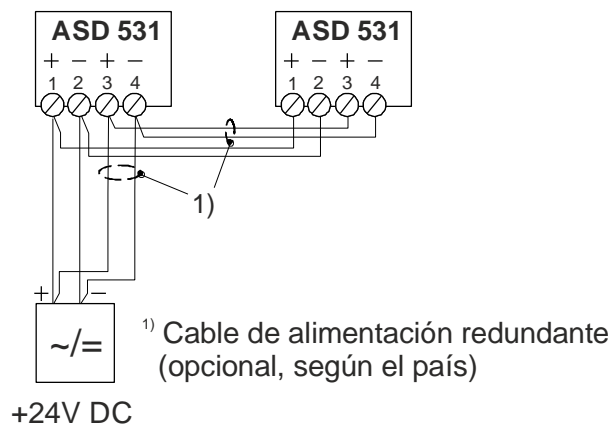 ASD 531 ASD 531
+ − + − + − + −
1 2 3 4 1 2 3 4
1)
+ −
~/=
1) Cable de alimentación redundante
(opcional, según el país)
+24V DC